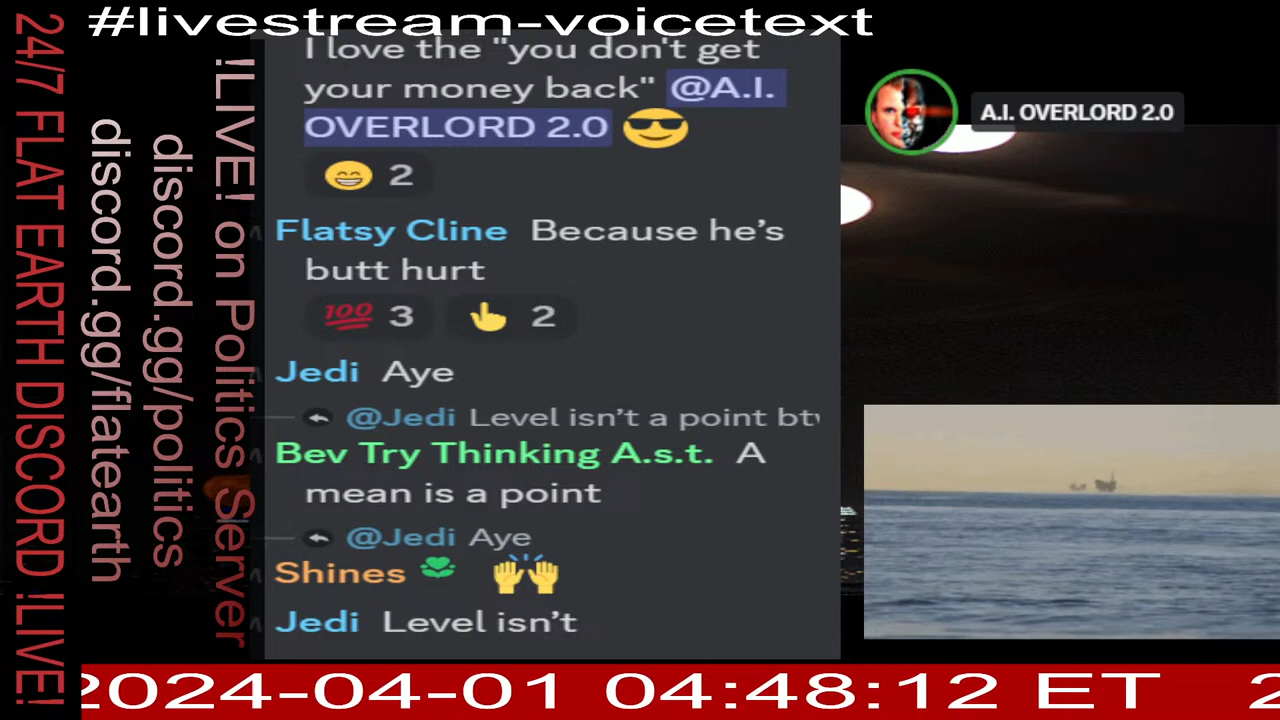 #livestream-voicetext
24/7 FLAT EARTH DISCORD !LIVE!
discord.gg/flatearth
discord.gg/politics
!LIVE! on Politics Server
I love the "you don't get
your money back" @A.I.
OVERLORD 2.0 😎
😁 2
Flatsy Cline Because he's
butt hurt
💯 3 👆 2
Jedi Aye
@Jedi Level isn't a point btw
Bev Try Thinking A.s.t. A
mean is a point
@Jedi Aye
Shines ☘️ 🙌
Jedi Level isn't
A.I. OVERLORD 2.0
2024-04-01 04:48:12 ET 2